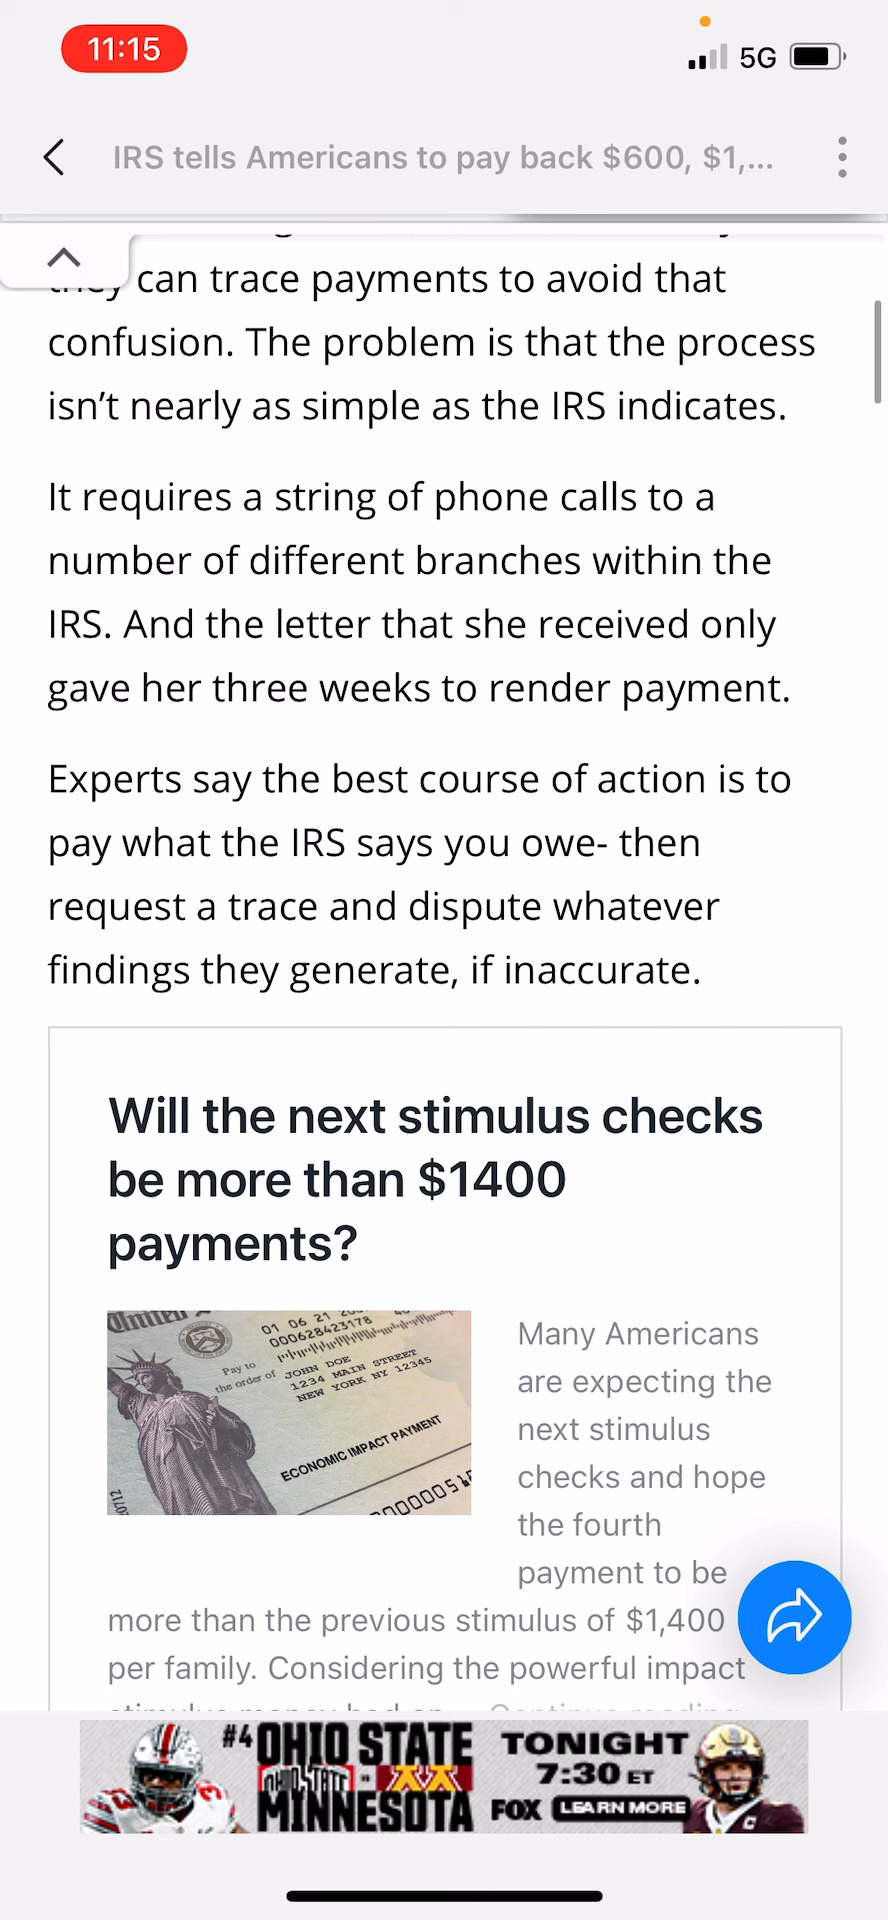 11:15
5G
IRS tells Americans to pay back $600, $1,...
they can trace payments to avoid that
confusion. The problem is that the process
isn't nearly as simple as the IRS indicates.
It requires a string of phone calls to a
number of different branches within the
IRS. And the letter that she received only
gave her three weeks to render payment.
Experts say the best course of action is to
pay what the IRS says you owe- then
request a trace and dispute whatever
findings they generate, if inaccurate.
Will the next stimulus checks
be more than $1400
payments?
United
01 06 21
000628423178
Pay to
the order of
JOHN DOE
1234 MAIN STREET
NEW YORK NY 12345
ECONOMIC IMPACT PAYMENT
Many Americans
are expecting the
next stimulus
checks and hope
the fourth
payment to be
more than the previous stimulus of $1,400
per family. Considering the powerful impact
#4 OHIO STATE
OHIO STATE
MINNESOTA
TONIGHT
7:30 ET
FOX LEARN MORE